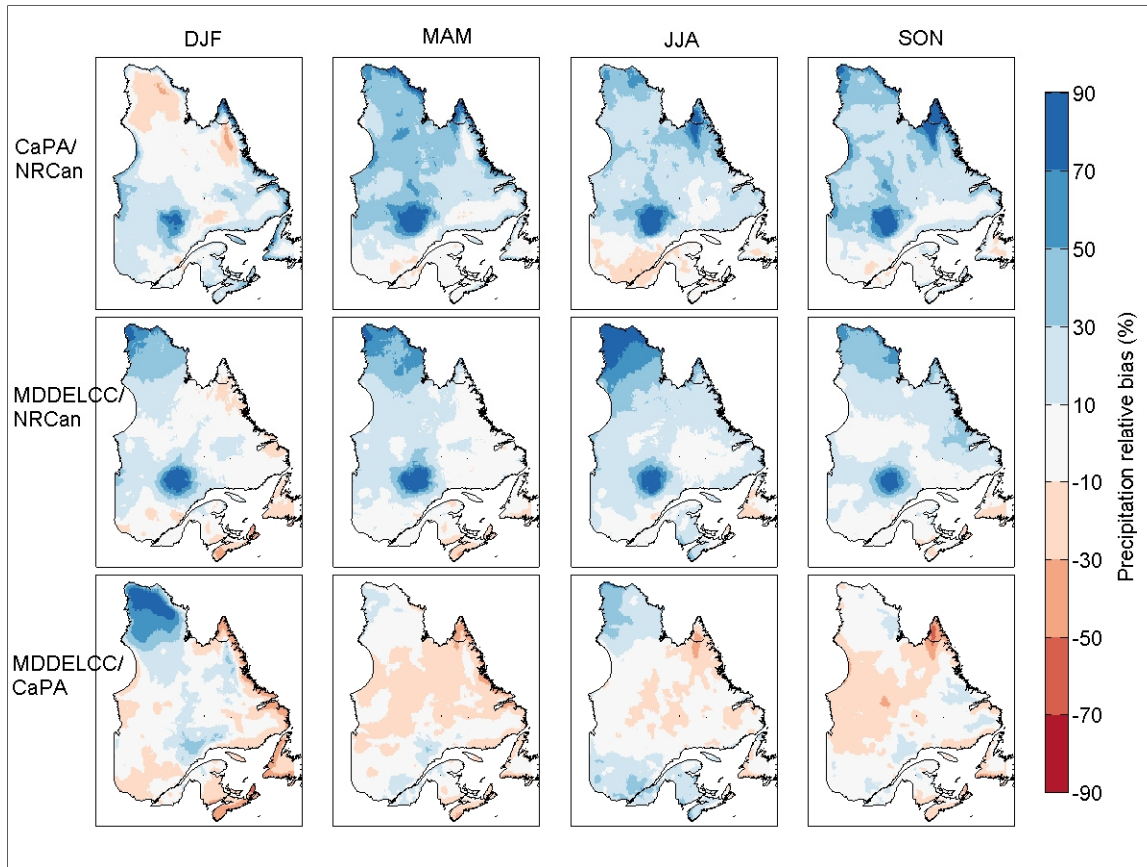 DJF
MAM
JJA
SON
CaPA/
NRCan
MDDELCC/
NRCan
MDDELCC/
CaPA
90
70
50
30
10
-10
-30
-50
-70
-90
Precipitation relative bias (%)